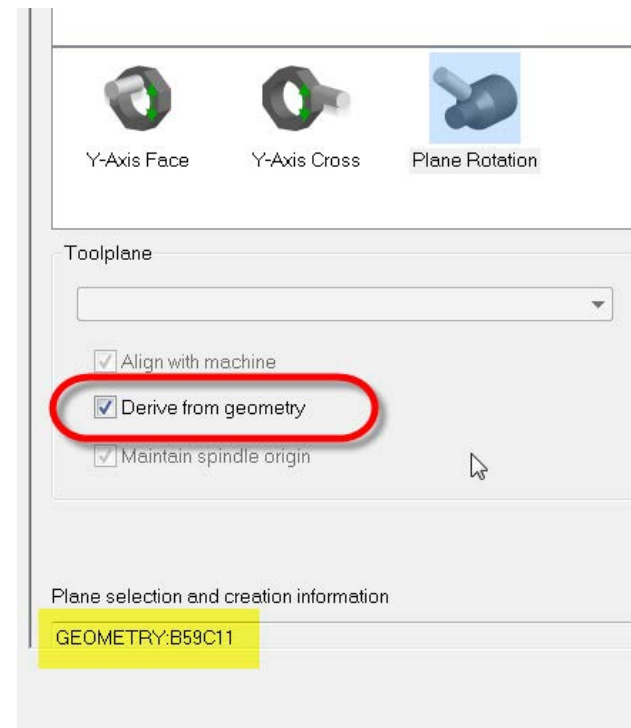 Y-Axis Face Y-Axis Cross Plane Rotation
Toolplane
Align with machine
Derive from geometry
Maintain spindle origin
Plane selection and creation information
GEOMETRY:B59C11